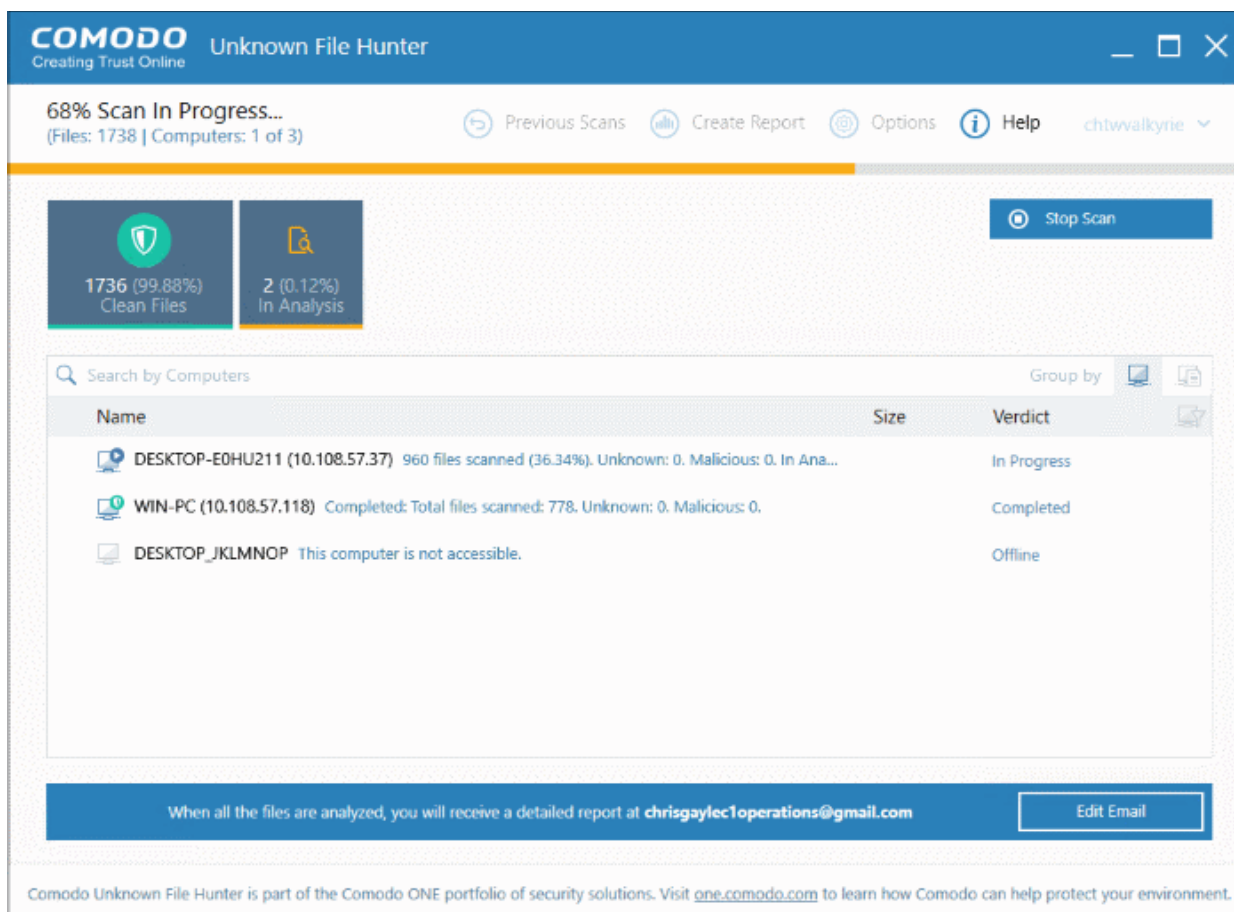 COMODO
Creating Trust Online
Unknown File Hunter
68% Scan In Progress...
(Files: 1738 | Computers: 1 of 3)
Previous Scans
Create Report
Options
Help
chtwvalkyrie
Stop Scan
1736 (99.88%)
Clean Files
2 (0.12%)
In Analysis
Search by Computers
Group by
Name Size Verdict
DESKTOP-E0HU211 (10.108.57.37) 960 files scanned (36.34%). Unknown: 0. Malicious: 0. In Ana... In Progress
WIN-PC (10.108.57.118) Completed: Total files scanned: 778. Unknown: 0. Malicious: 0. Completed
DESKTOP_JKLMNOP This computer is not accessible. Offline
When all the files are analyzed, you will receive a detailed report at chrisgaylec1operations@gmail.com
Edit Email
Comodo Unknown File Hunter is part of the Comodo ONE portfolio of security solutions. Visit one.comodo.com to learn how Comodo can help protect your environment.